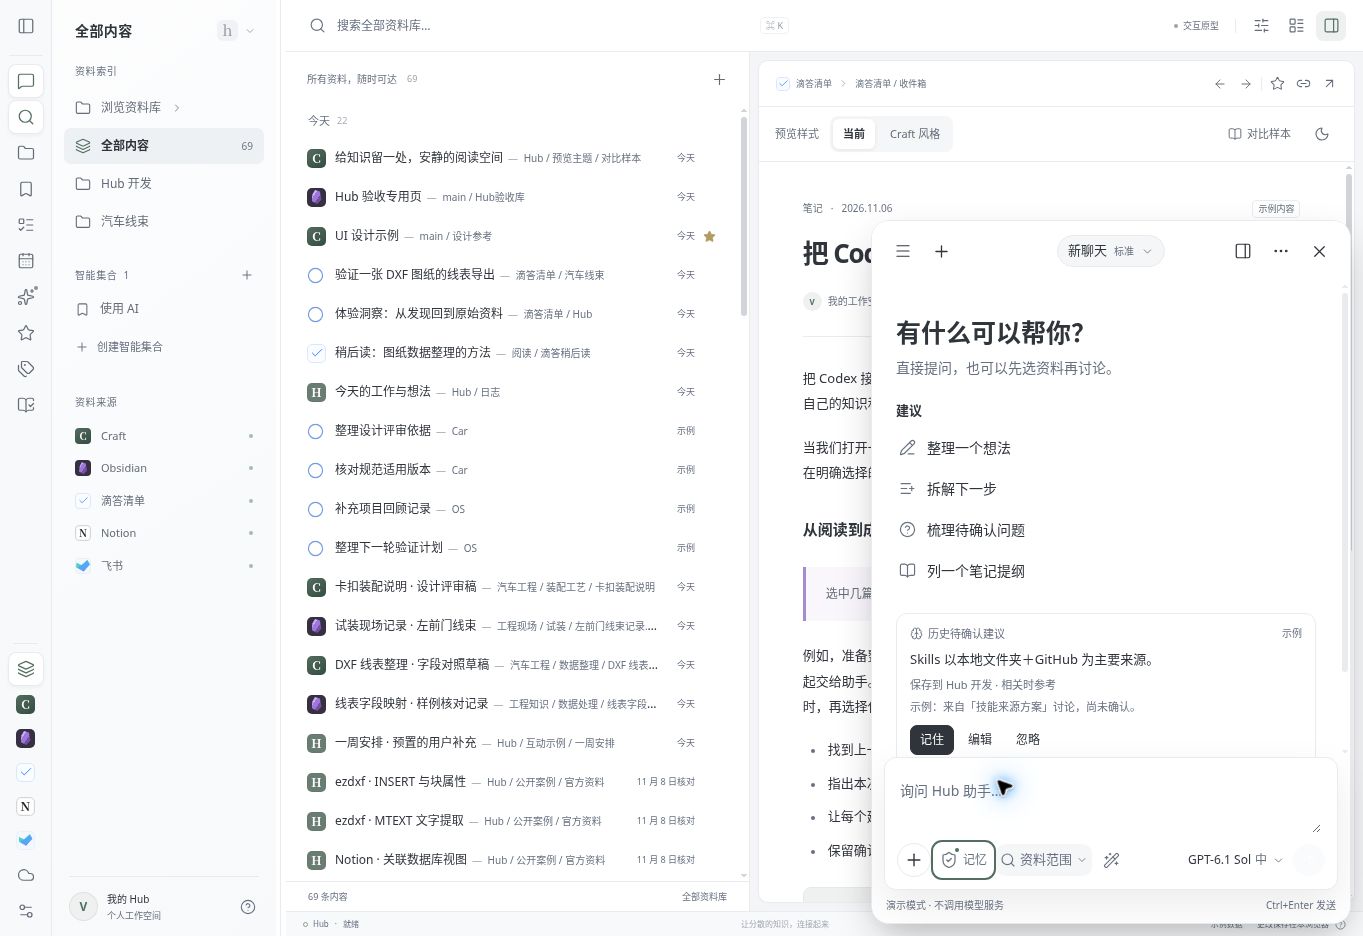 全部内容
h
搜索全部资料库...
⌘ K
交互原型
资料索引
浏览资料库
全部内容 69
Hub 开发
汽车线束
智能集合 1
使用 AI
创建智能集合
资料来源
Craft
Obsidian
滴答清单
Notion
飞书
V
我的 Hub
个人工作空间
所有资料，随时可达 69
今天 22
给知识留一处，安静的阅读空间 — Hub / 预览主题 / 对比样本 今天
Hub 验收专用页 — main / Hub验收库 今天
UI 设计示例 — main / 设计参考 今天
验证一张 DXF 图纸的线表导出 — 滴答清单 / 汽车线束 今天
体验洞察：从发现回到原始资料 — 滴答清单 / Hub 今天
稍后读：图纸数据整理的方法 — 阅读 / 滴答稍后读 今天
今天的工作与想法 — Hub / 日志 今天
整理设计评审依据 — Car 示例
核对规范适用版本 — Car 示例
补充项目回顾记录 — OS 示例
整理下一轮验证计划 — OS 示例
卡扣装配说明 · 设计评审稿 — 汽车工程 / 装配工艺 / 卡扣装配说明 今天
试装现场记录 · 左前门线束 — 工程现场 / 试装 / 左前门线束记录.... 今天
DXF 线表整理 · 字段对照草稿 — 汽车工程 / 数据整理 / DXF 线表... 今天
线表字段映射 · 样例核对记录 — 工程知识 / 数据处理 / 线表字段... 今天
一周安排 · 预置的用户补充 — Hub / 互动示例 / 一周安排 今天
ezdxf · INSERT 与块属性 — Hub / 公开案例 / 官方资料 11 月 8 日核对
ezdxf · MTEXT 文字提取 — Hub / 公开案例 / 官方资料 11 月 8 日核对
Notion · 关联数据库视图 — Hub / 公开案例 / 官方资料 11 月 8 日核对
69 条内容 全部资料库
Hub · 就绪
让分散的知识，连接起来
滴答清单 滴答清单 / 收件箱
预览样式 当前 Craft 风格 对比样本
笔记 · 2026.11.06 示例内容
把 Cod
V 我的工作空
把 Codex 接
自己的知识
当我们打开一
在明确选择
从阅读到成
选中几篇
例如，准备
起交给助手。
时，再选择
找到上一
指出本次
让每个
保留确认
新聊天 标准
有什么可以帮你？
直接提问，也可以先选资料再讨论。
建议
整理一个想法
拆解下一步
梳理待确认问题
列一个笔记提纲
历史待确认建议 示例
Skills 以本地文件夹＋GitHub 为主要来源。
保存到 Hub 开发 · 相关时参考
示例：来自「技能来源方案」讨论，尚未确认。
记住 编辑 忽略
询问 Hub 助手...
记忆 资料范围 GPT-6.1 Sol 中
演示模式 · 不调用模型服务 Ctrl+Enter 发送